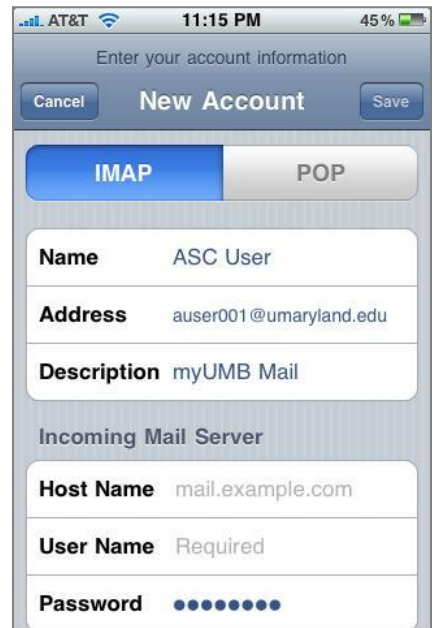 AT&T 11:15 PM 45%
Enter your account information
Cancel New Account Save
IMAP POP
Name ASC User
Address auser001@umaryland.edu
Description myUMB Mail
Incoming Mail Server
Host Name mail.example.com
User Name Required
Password ●●●●●●●●